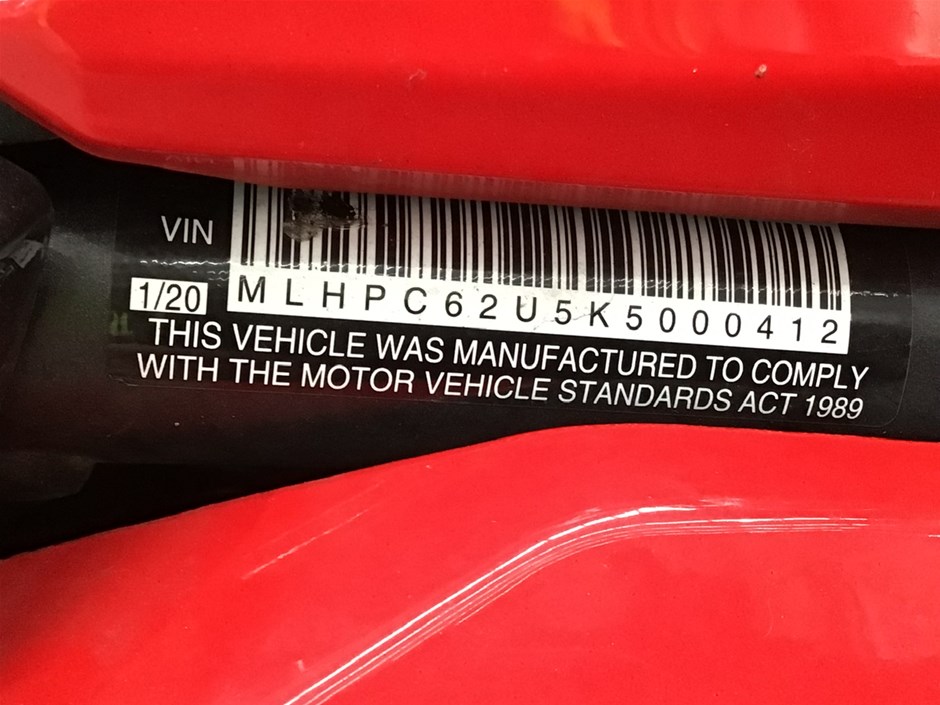 VIN
1/20 MLHPC62U5K5000412
THIS VEHICLE WAS MANUFACTURED TO COMPLY
WITH THE MOTOR VEHICLE STANDARDS ACT 1989